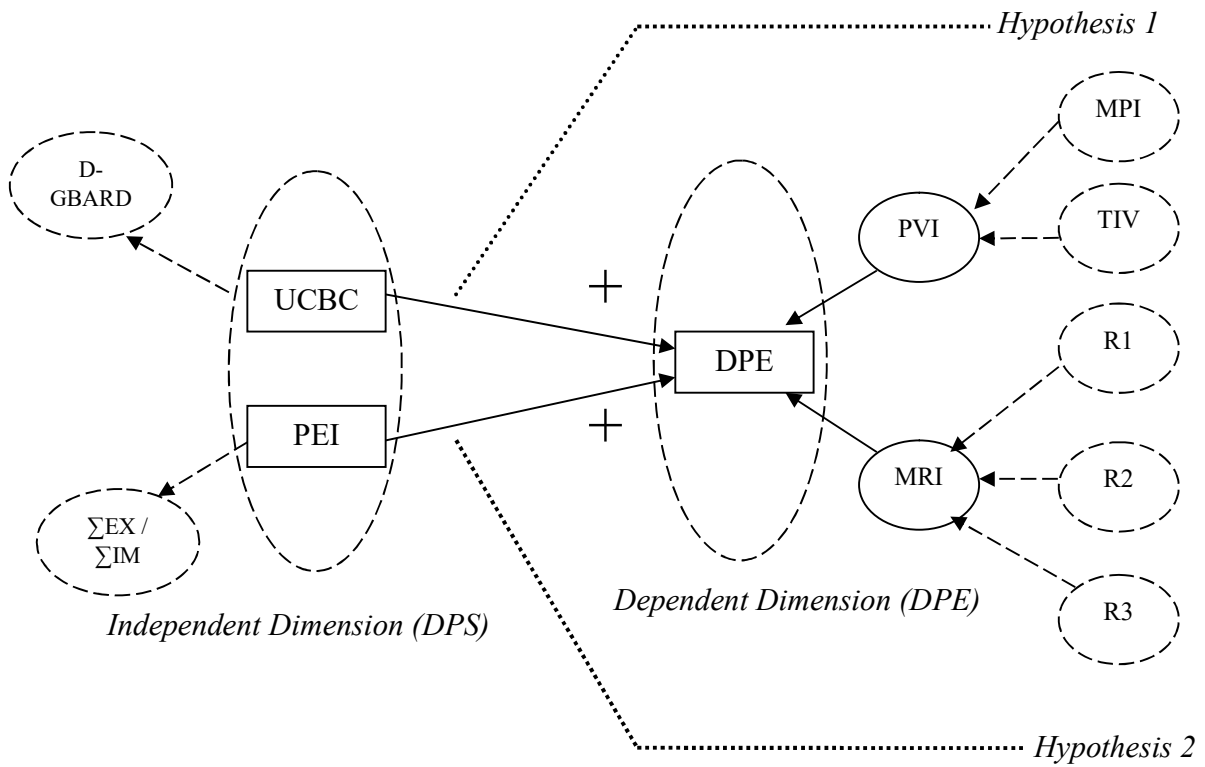 Hypothesis 1
MPI
D-
GBARD
PVI
TIV
UCBC
+
R1
DPE
PEI
+
MRI
R2
∑EX /
∑IM
Dependent Dimension (DPE)
R3
Independent Dimension (DPS)
Hypothesis 2